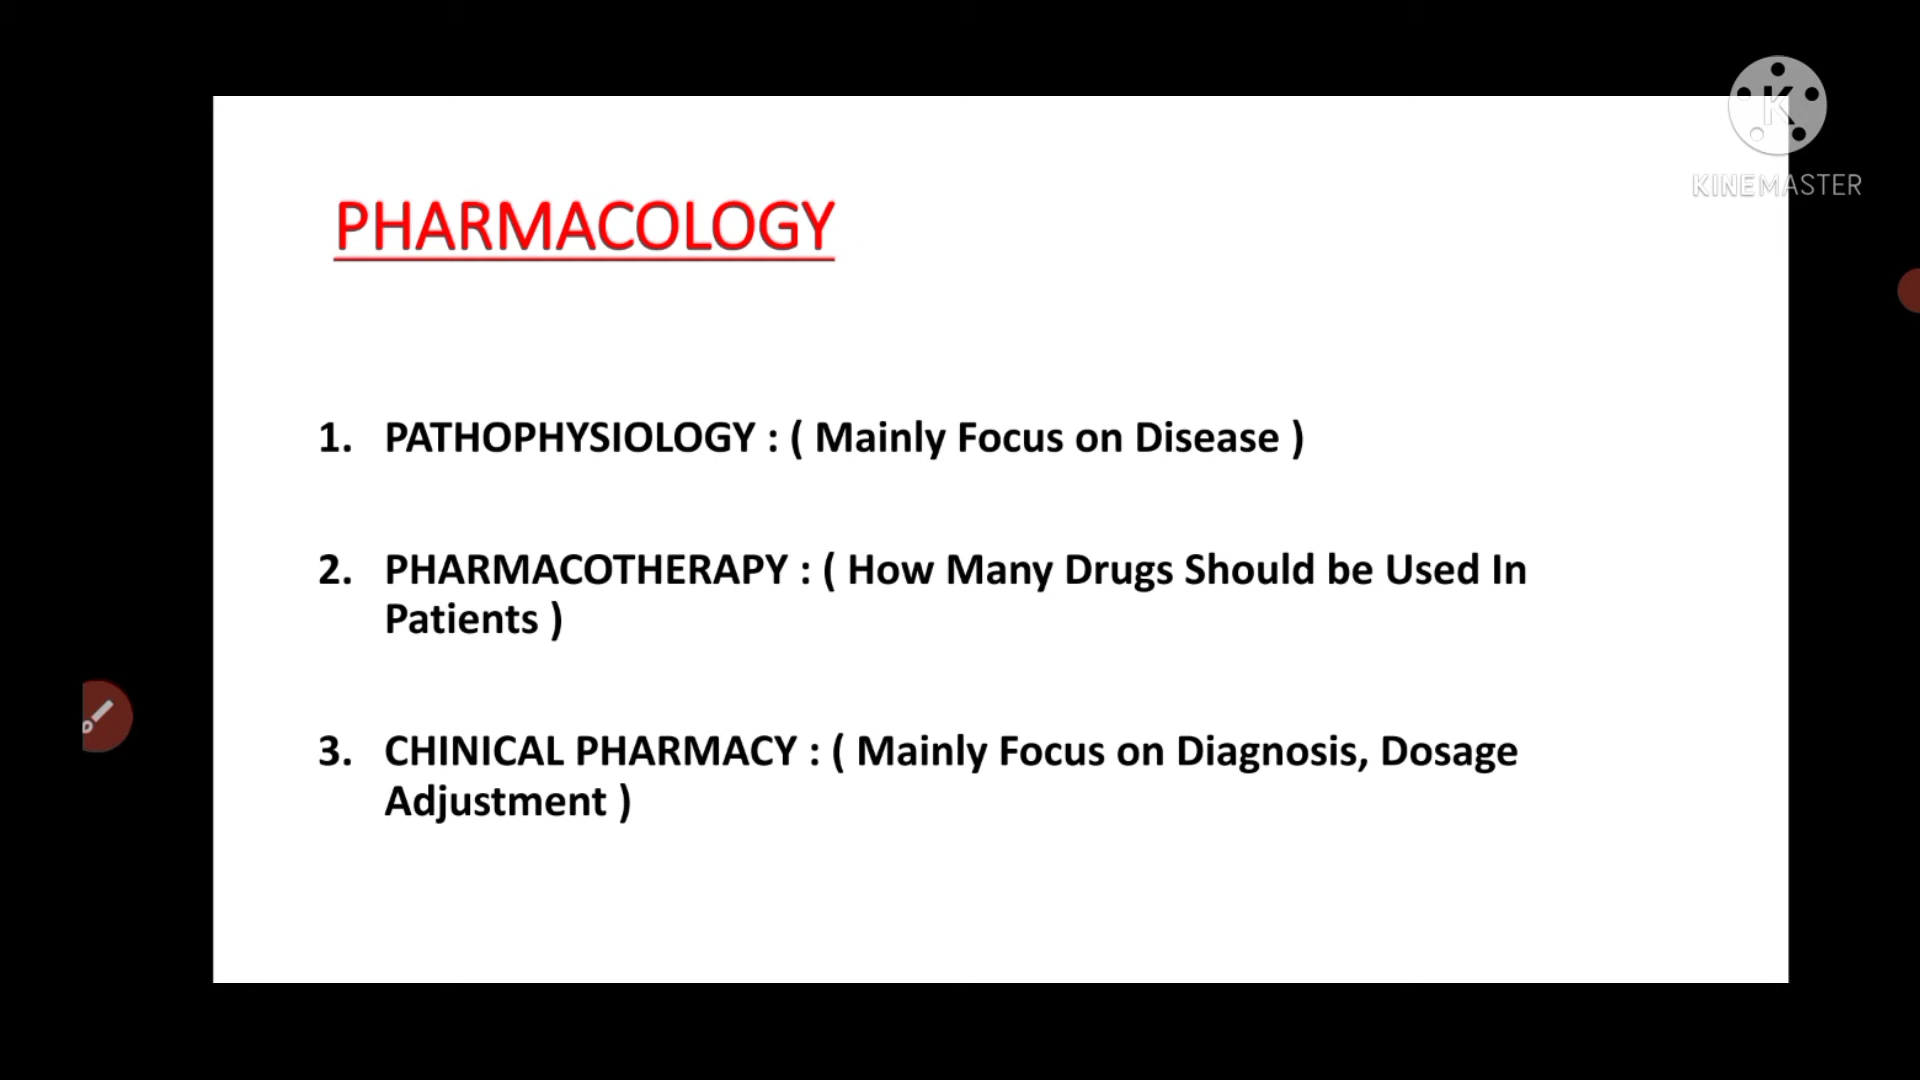 K
KINEMASTER
PHARMACOLOGY
1. PATHOPHYSIOLOGY : ( Mainly Focus on Disease )
2. PHARMACOTHERAPY : ( How Many Drugs Should be Used In
Patients )
3. CHINICAL PHARMACY : ( Mainly Focus on Diagnosis, Dosage
Adjustment )